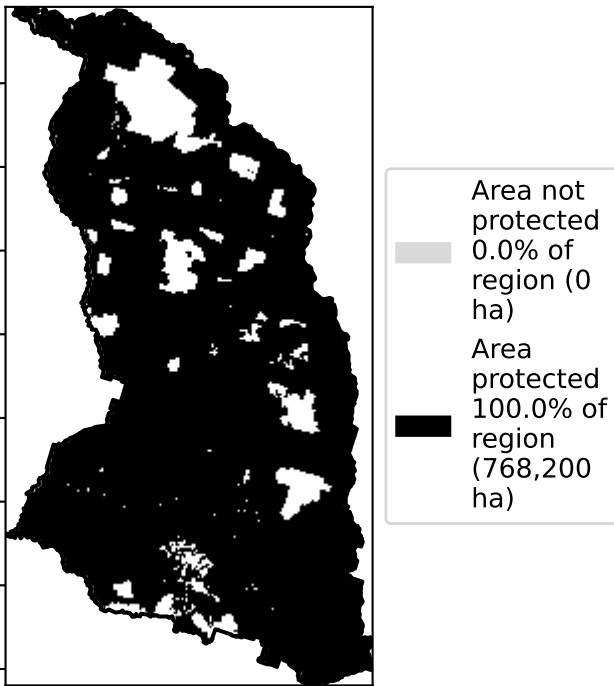 Area not
protected
0.0% of
region (0
ha)
Area
protected
100.0% of
region
(768,200
ha)